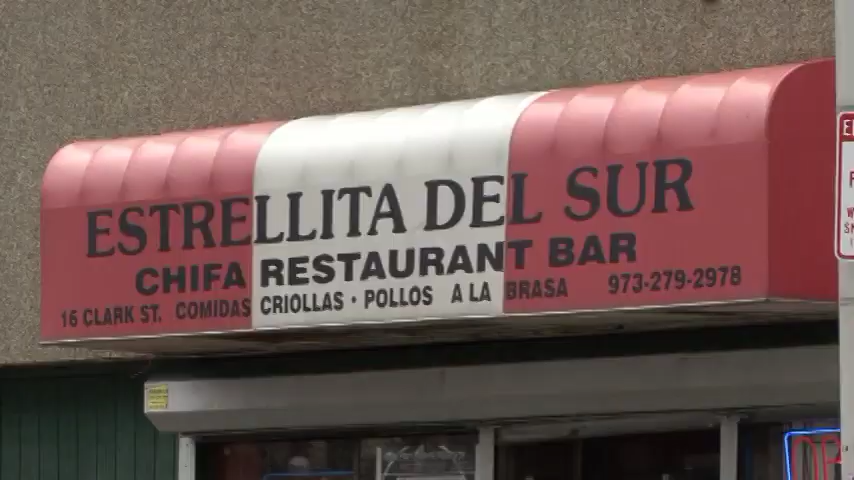 ESTRELLITA DEL SUR
CHIFA RESTAURANT BAR
16 CLARK ST. COMIDAS CRIOLLAS • POLLOS A LA BRASA 973-279-2978